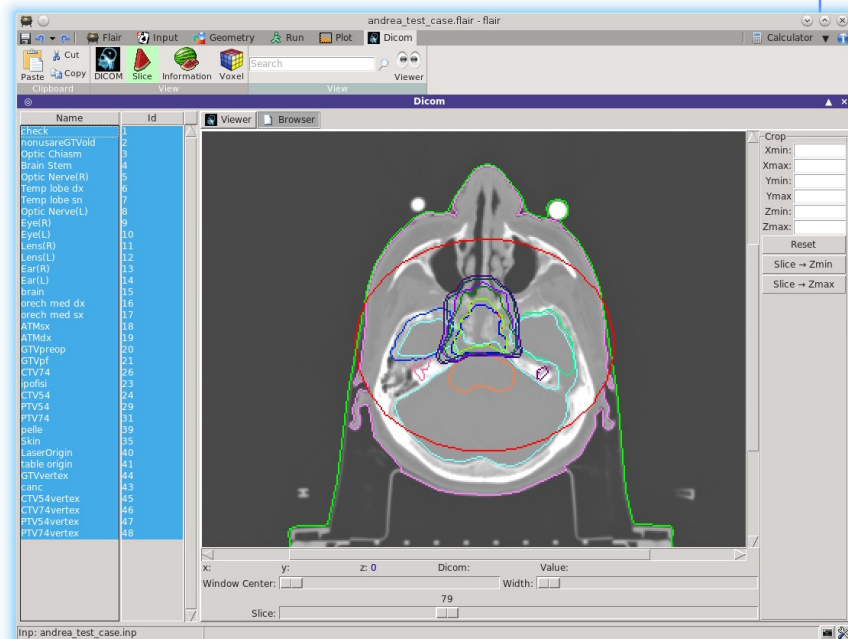 andrea_test_case.flair - flair
Flair Input Geometry Run Plot Dicom Calculator
Paste Cut Copy DICOM Slice Information Voxel Search Viewer
Clipboard View View
Dicom
Name Id
Viewer Browser
check 1
nonusareGTVold 2
Optic Chiasm 3
Brain Stem 4
Optic Nerve(R) 5
Temp lobe dx 6
Temp lobe sn 7
Optic Nerve(L) 8
Eye(R) 9
Eye(L) 10
Lens(R) 11
Lens(L) 12
Ear(R) 13
Ear(L) 14
brain 15
orech med dx 16
orech med sx 17
ATMsx 18
ATMdx 19
GTVpreop 20
GTVpf 21
CTV74 26
ipofisi 23
CTV54 24
PTV54 29
PTV74 31
pelle 39
Skin 35
LaserOrigin 40
table origin 41
GTVvertex 44
canc 43
CTV54vertex 45
CTV74vertex 46
PTV54vertex 47
PTV74vertex 48
Crop
Xmin:
Xmax:
Ymin:
Ymax
Zmin:
Zmax:
Reset
Slice → Zmin
Slice → Zmax
x: y: z: 0 Dicom: Value:
Window Center: Width:
79
Slice:
Inp: andrea_test_case.inp